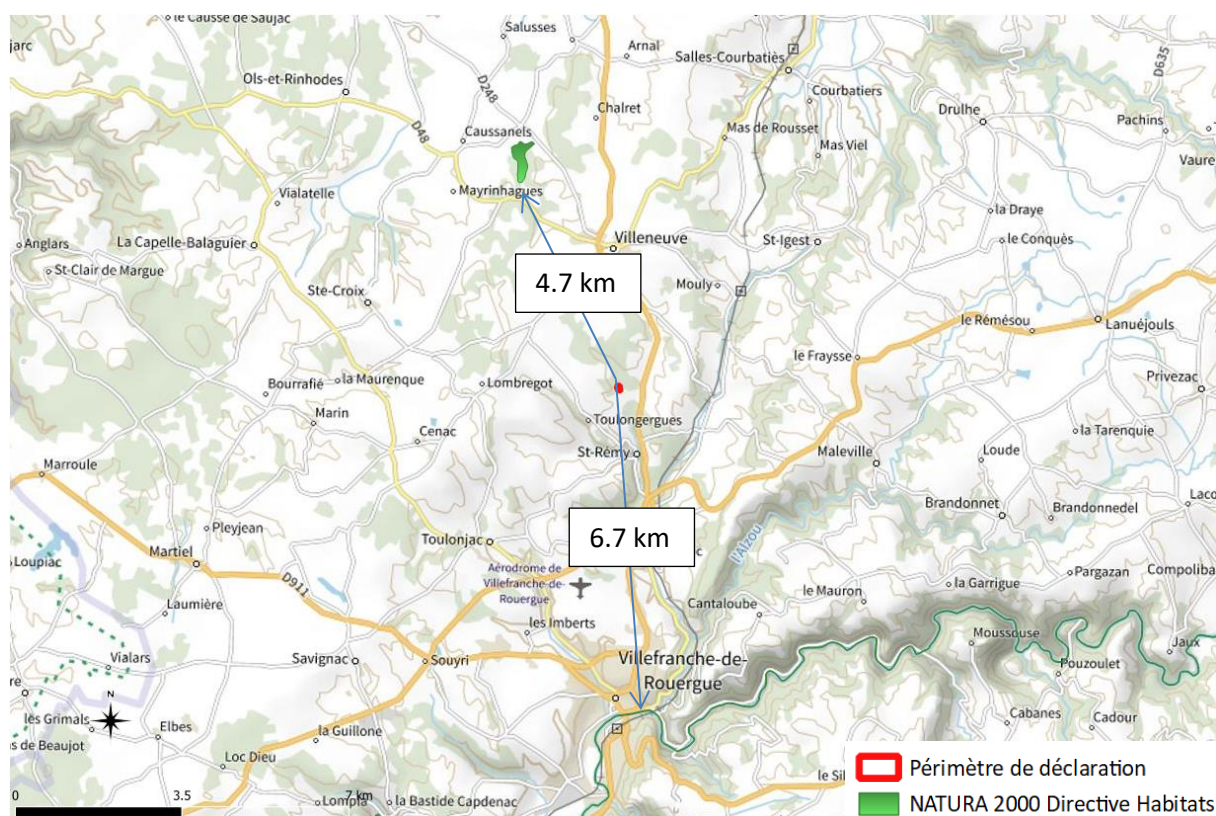 le Causse de Saujac
Salusses
Arnal
Salles-Courbatiès
D635
jarc
Ols-et-Rinhodes
D248
Chalret
Courbatiers
Drulhe
Pachins
D48
Caussanels
Mas de Rousset
Mas Viel
Vaure
Vialatelle
Mayrinhagues
la Draye
Anglars
La Capelle-Balaguier
Villeneuve
St-Igest
le Conquès
St-Clair de Margue
4.7 km
Ste-Croix
Mouly
le Rémésou
Lanuéjouls
le Fraysse
Bourrafié
la Maurenque
Lombregot
Privezac
Marin
Toulongergues
Cenac
la Tarenquie
St-Rémy
Maleville
Loude
Marroule
Brandonnet
Brandonnedel
Laco
Pleyjean
6.7 km
Toulonjac
l'Alzou
Martiel
Loupiac
D911
Aérodrome de
Villefranche-de-
Rouergue
la Garrigue
Pargazan
Compoliba
Laumière
Cantaloube
le Mauron
les Imberts
Moussouse
Jaux
Vialars
Savignac
Souyri
Villefranche-de-
Rouergue
Pouzoulet
N
les Grimals
Elbes
la Guillone
Cabanes
Cadour
s de Beaujot
Loc Dieu
le Sil
Périmètre de déclaration
0
3.5
7 km
la Bastide Capdenac
NATURA 2000 Directive Habitats